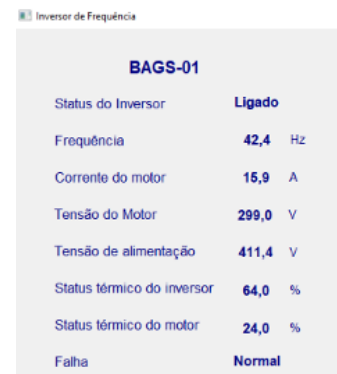 Inversor de Frequência
BAGS-01
Status do Inversor Ligado
Frequência 42,4 Hz
Corrente do motor 15,9 A
Tensão do Motor 299,0 V
Tensão de alimentação 411,4 V
Status térmico do inversor 64,0 %
Status térmico do motor 24,0 %
Falha Normal